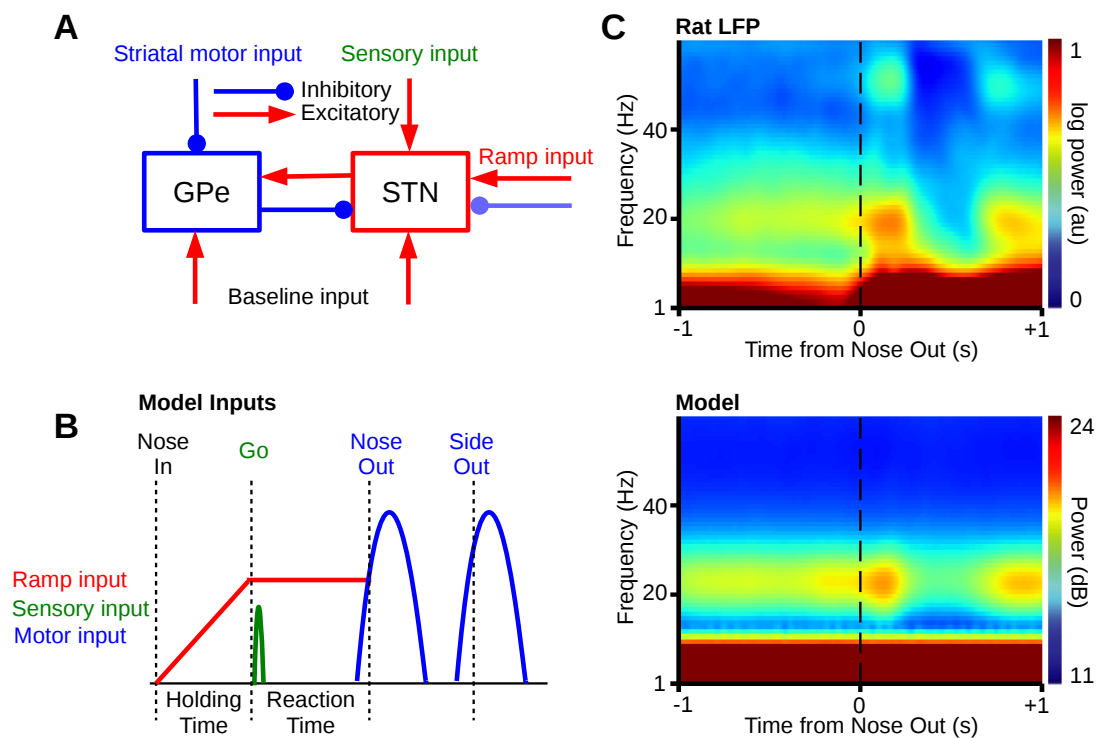 A
Striatal motor input
Sensory input
Inhibitory
Excitatory
Ramp input
GPe
STN
Baseline input
B
Model Inputs
Nose
In
Go
Nose
Out
Side
Out
Ramp input
Sensory input
Motor input
Holding
Time
Reaction
Time
C
Rat LFP
Frequency (Hz)
40
20
1
-1
0
+1
Time from Nose Out (s)
1
0
log power (au)
Model
Frequency (Hz)
40
20
1
-1
0
+1
Time from Nose Out (s)
24
11
Power (dB)